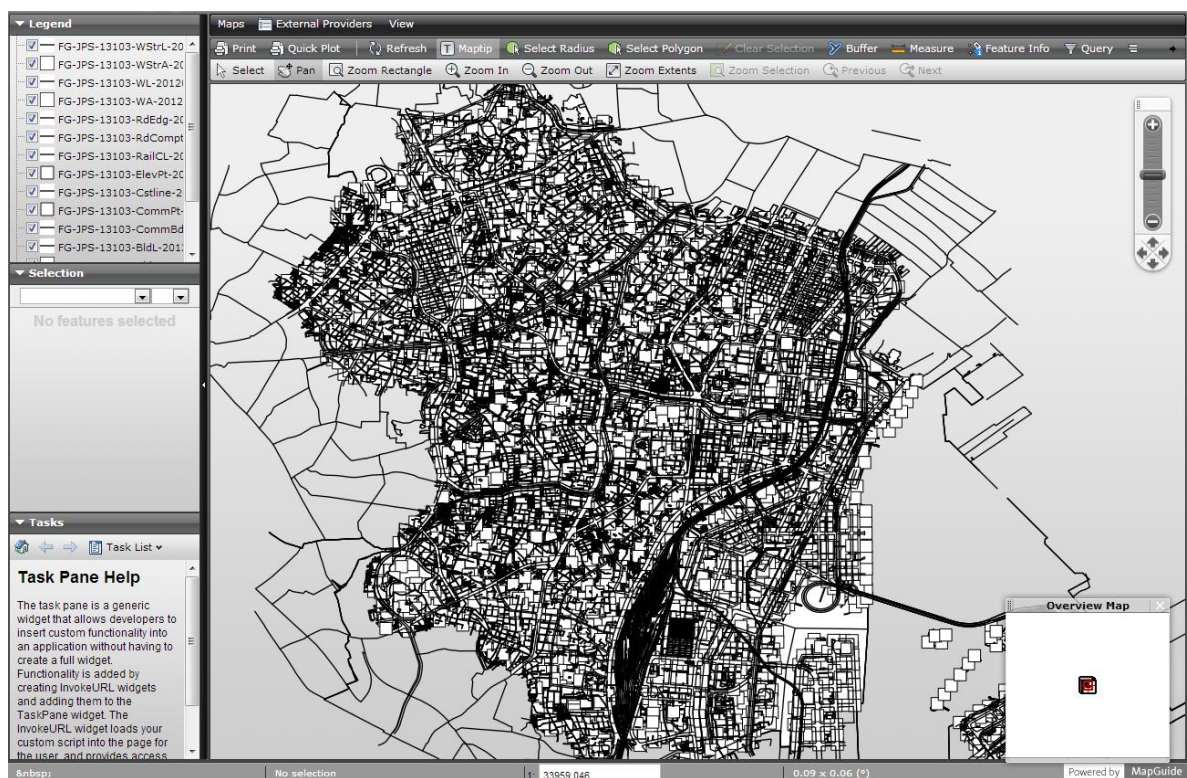 Legend
FG-JPS-13103-WStrL-20
FG-JPS-13103-WStrA-20
FG-JPS-13103-WL-2012
FG-JPS-13103-WA-2012
FG-JPS-13103-RdEdg-20
FG-JPS-13103-RdCompt
FG-JPS-13103-RailCL-20
FG-JPS-13103-ElevPt-20
FG-JPS-13103-Cstline-2
FG-JPS-13103-CommPt-
FG-JPS-13103-CommBd
FG-JPS-13103-BldL-201
Selection
No features selected
Tasks
Task List
Task Pane Help
The task pane is a generic
widget that allows developers to
insert custom functionality into
an application without having to
create a full widget.
Functionality is added by
creating InvokeURL widgets
and adding them to the
TaskPane widget. The
InvokeURL widget loads your
custom script into the page for
the user, and provides access
Maps External Providers View
Print Quick Plot Refresh Maptip Select Radius Select Polygon Clear Selection Buffer Measure Feature Info Query
Select Pan Zoom Rectangle Zoom In Zoom Out Zoom Extents Zoom Selection Previous Next
Overview Map
&nbsp; No selection 1: 33959.046 0.09 x 0.06 (°) Powered by MapGuide